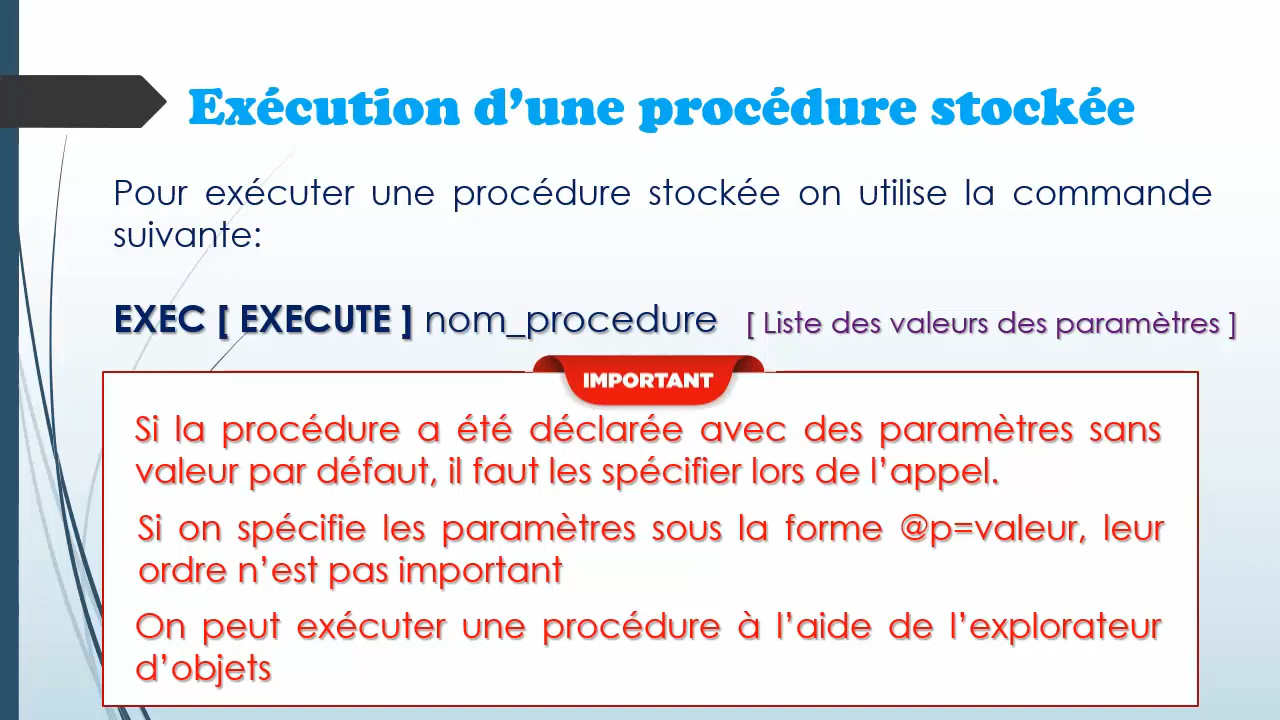 Exécution d’une procédure stockée
Pour exécuter une procédure stockée on utilise la commande
suivante:
EXEC [ EXECUTE ] nom_procedure [ Liste des valeurs des paramètres ]
IMPORTANT
Si la procédure a été déclarée avec des paramètres sans
valeur par défaut, il faut les spécifier lors de l’appel.
Si on spécifie les paramètres sous la forme @p=valeur, leur
ordre n’est pas important
On peut exécuter une procédure à l’aide de l’explorateur
d’objets